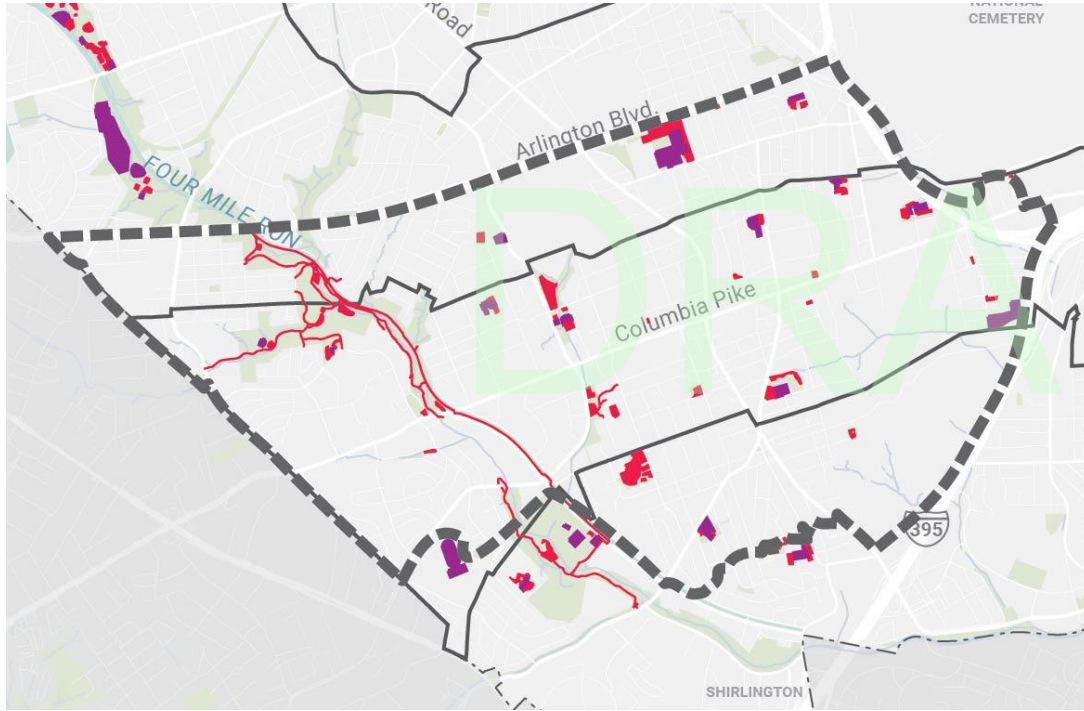 Road
NATIONAL
CEMETERY
Arlington Blvd.
FOUR MILE RUN
DRA
Columbia Pike
395
SHIRLINGTON